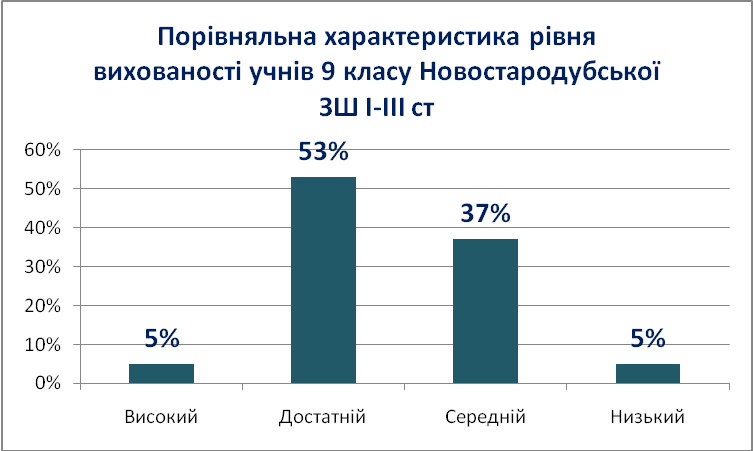 Порівняльна характеристика рівня
вихованості учнів 9 класу Новостародубської
ЗШ І-ІІІ ст
60%
50%
40%
30%
20%
10%
0%
5%
53%
37%
5%
Високий
Достатній
Середній
Низький